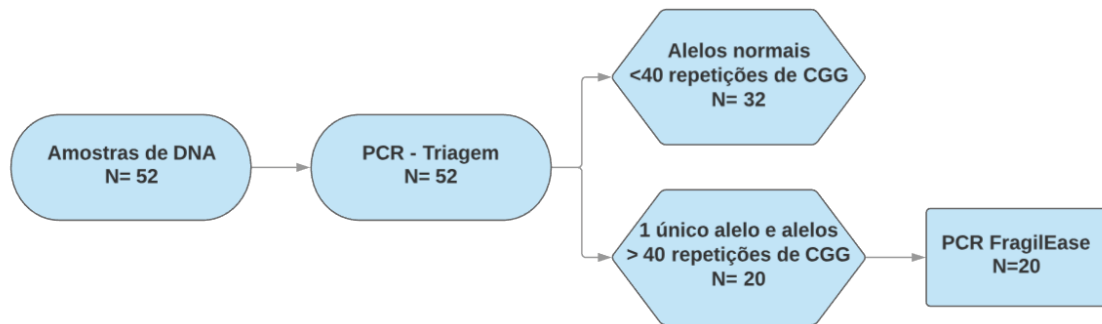 Amostras de DNA
N= 52
PCR - Triagem
N= 52
Alelos normais
<40 repetições de CGG
N= 32
1 único alelo e alelos
> 40 repetições de CGG
N= 20
PCR FragilEase
N=20